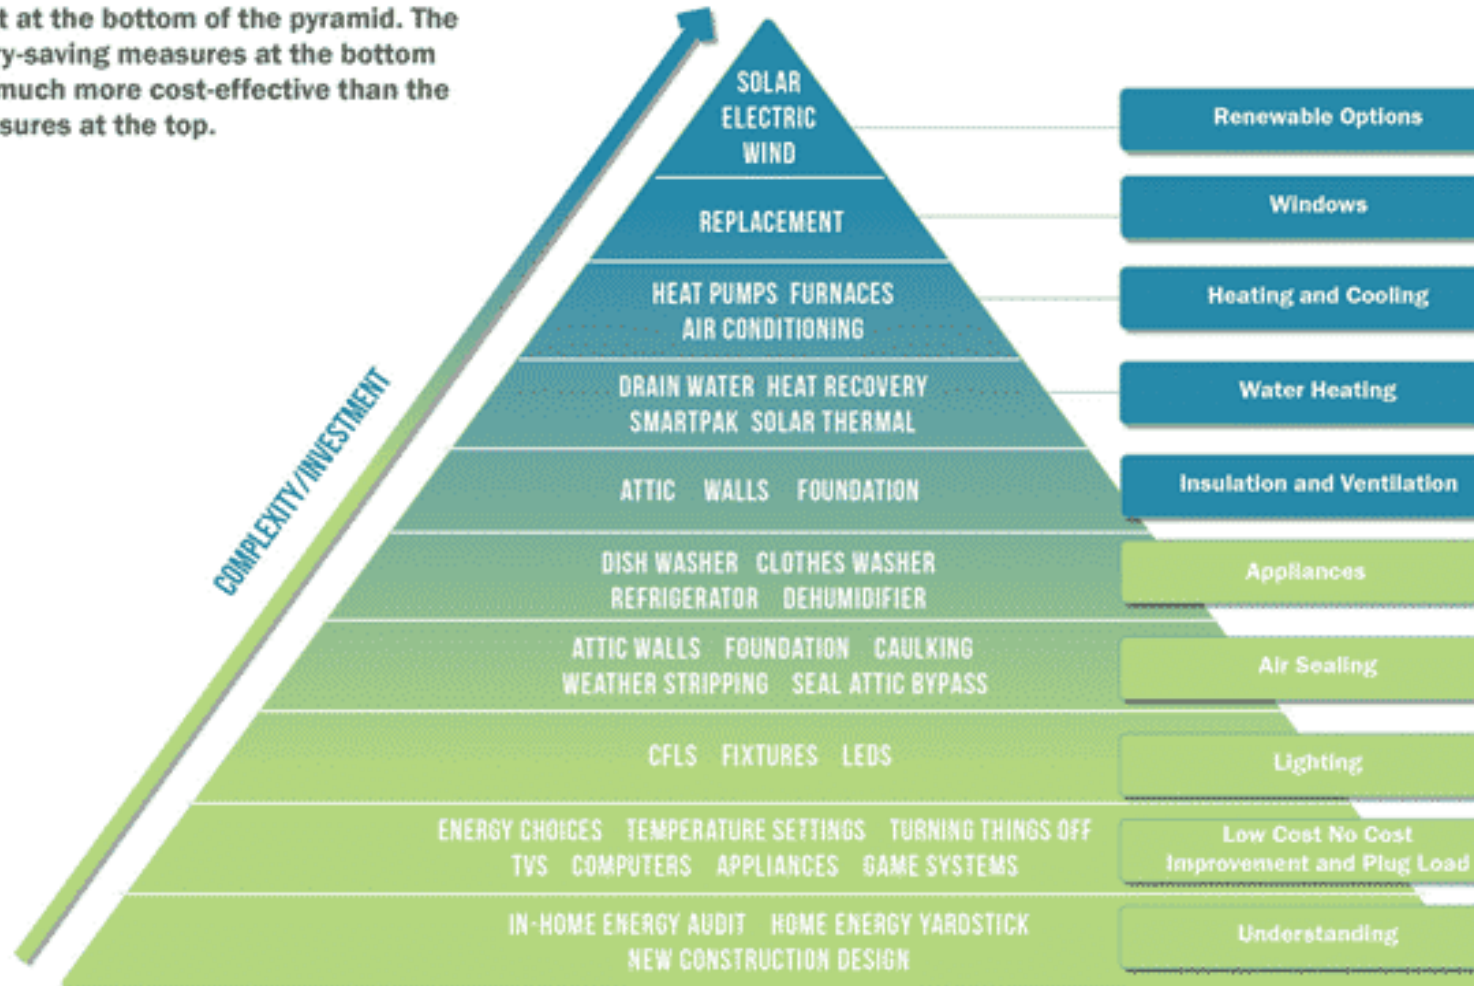 t at the bottom of the pyramid. The
y-saving measures at the bottom
much more cost-effective than the
sures at the top.
COMPLEXITY/INVESTMENT
SOLAR
ELECTRIC
WIND
Renewable Options
REPLACEMENT
Windows
HEAT PUMPS FURNACES
AIR CONDITIONING
Heating and Cooling
DRAIN WATER HEAT RECOVERY
SMARTPAK SOLAR THERMAL
Water Heating
ATTIC WALLS FOUNDATION
Insulation and Ventilation
DISH WASHER CLOTHES WASHER
REFRIGERATOR DEHUMIDIFIER
Appliances
ATTIC WALLS FOUNDATION CAULKING
WEATHER STRIPPING SEAL ATTIC BYPASS
Air Sealing
CFLS FIXTURES LEDS
Lighting
ENERGY CHOICES TEMPERATURE SETTINGS TURNING THINGS OFF
TVS COMPUTERS APPLIANCES GAME SYSTEMS
Low Cost No Cost
Improvement and Plug Load
IN-HOME ENERGY AUDIT HOME ENERGY YARDSTICK
NEW CONSTRUCTION DESIGN
Understanding